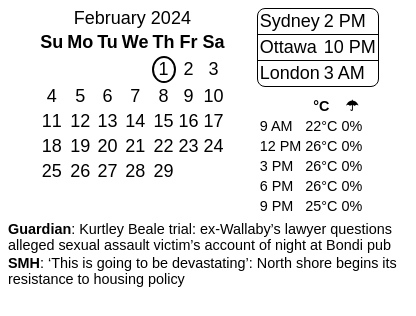 February 2024
Su Mo Tu We Th Fr Sa
1 2 3
4 5 6 7 8 9 10
11 12 13 14 15 16 17
18 19 20 21 22 23 24
25 26 27 28 29
Sydney 2 PM
Ottawa 10 PM
London 3 AM
°C ☂
9 AM 22°C 0%
12 PM 26°C 0%
3 PM 26°C 0%
6 PM 26°C 0%
9 PM 25°C 0%
Guardian: Kurtley Beale trial: ex-Wallaby’s lawyer questions
alleged sexual assault victim’s account of night at Bondi pub
SMH: ‘This is going to be devastating’: North shore begins its
resistance to housing policy